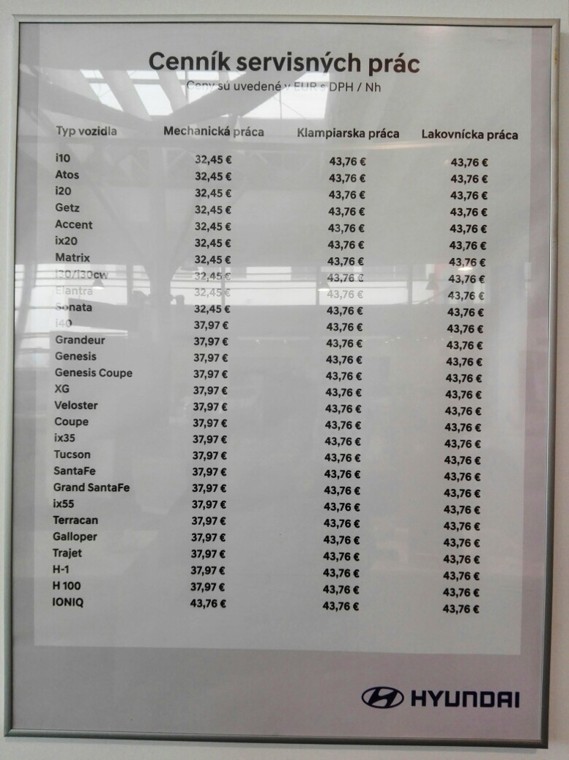 Cenník servisných prác
Ceny sú uvedené v EUR s DPH / Nh
Typ vozidla Mechanická práca Klampiarska práca Lakovnícka práca
i10 32,45 € 43,76 € 43,76 €
Atos 32,45 € 43,76 € 43,76 €
i20 32,45 € 43,76 € 43,76 €
Getz 32,45 € 43,76 € 43,76 €
Accent 32,45 € 43,76 € 43,76 €
ix20 32,45 € 43,76 € 43,76 €
Matrix 32,45 € 43,76 € 43,76 €
i30/i30cw 32,45 € 43,76 € 43,76 €
Elantra 32,45 € 43,76 € 43,76 €
Sonata 32,45 € 43,76 € 43,76 €
i40 37,97 € 43,76 € 43,76 €
Grandeur 37,97 € 43,76 € 43,76 €
Genesis 37,97 € 43,76 € 43,76 €
Genesis Coupe 37,97 € 43,76 € 43,76 €
XG 37,97 € 43,76 € 43,76 €
Veloster 37,97 € 43,76 € 43,76 €
Coupe 37,97 € 43,76 € 43,76 €
ix35 37,97 € 43,76 € 43,76 €
Tucson 37,97 € 43,76 € 43,76 €
SantaFe 37,97 € 43,76 € 43,76 €
Grand SantaFe 37,97 € 43,76 € 43,76 €
ix55 37,97 € 43,76 € 43,76 €
Terracan 37,97 € 43,76 € 43,76 €
Galloper 37,97 € 43,76 € 43,76 €
Trajet 37,97 € 43,76 € 43,76 €
H-1 37,97 € 43,76 € 43,76 €
H 100 37,97 € 43,76 € 43,76 €
IONIQ 43,76 € 43,76 € 43,76 €
HYUNDAI